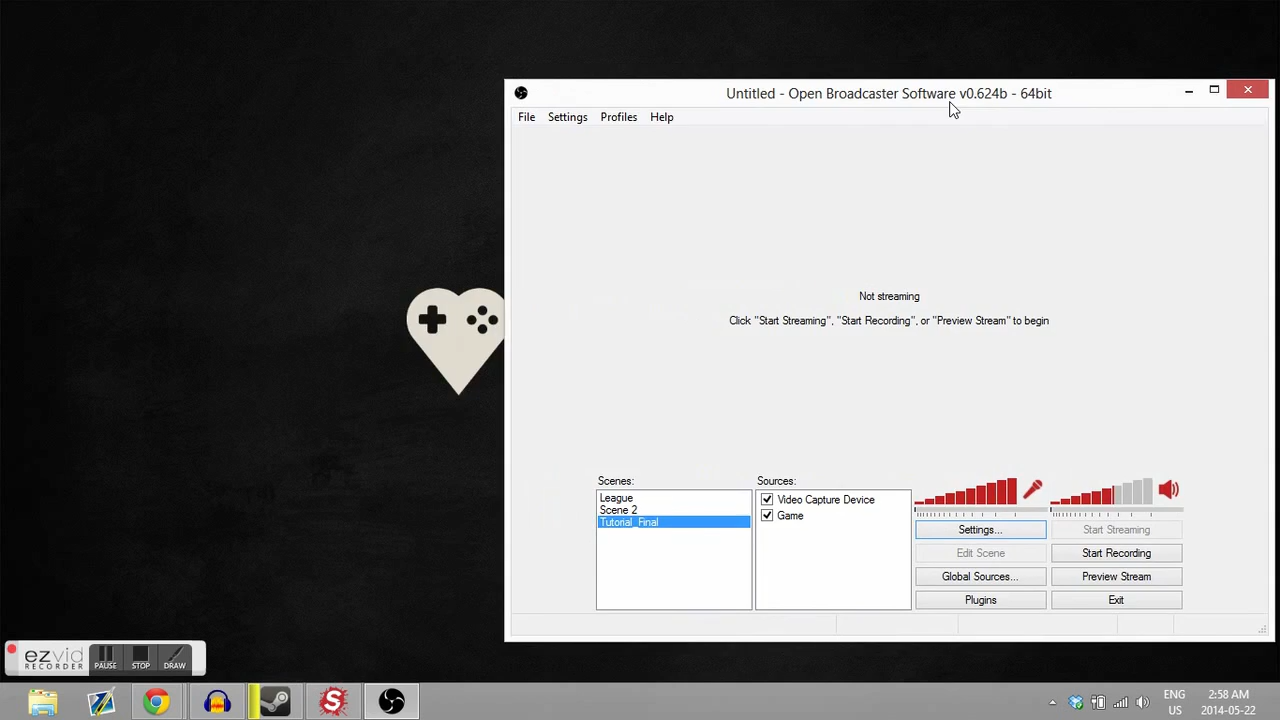 Untitled - Open Broadcaster Software v0.624b - 64bit
File Settings Profiles Help
Not streaming
Click "Start Streaming", "Start Recording", or "Preview Stream" to begin
Scenes:
League
Scene 2
Tutorial_Final
Sources:
Video Capture Device
Game
Settings...
Start Streaming
Edit Scene
Start Recording
Global Sources...
Preview Stream
Plugins
Exit
ezvid
RECORDER
PAUSE
STOP
DRAW
ENG
US
2:58 AM
2014-05-22